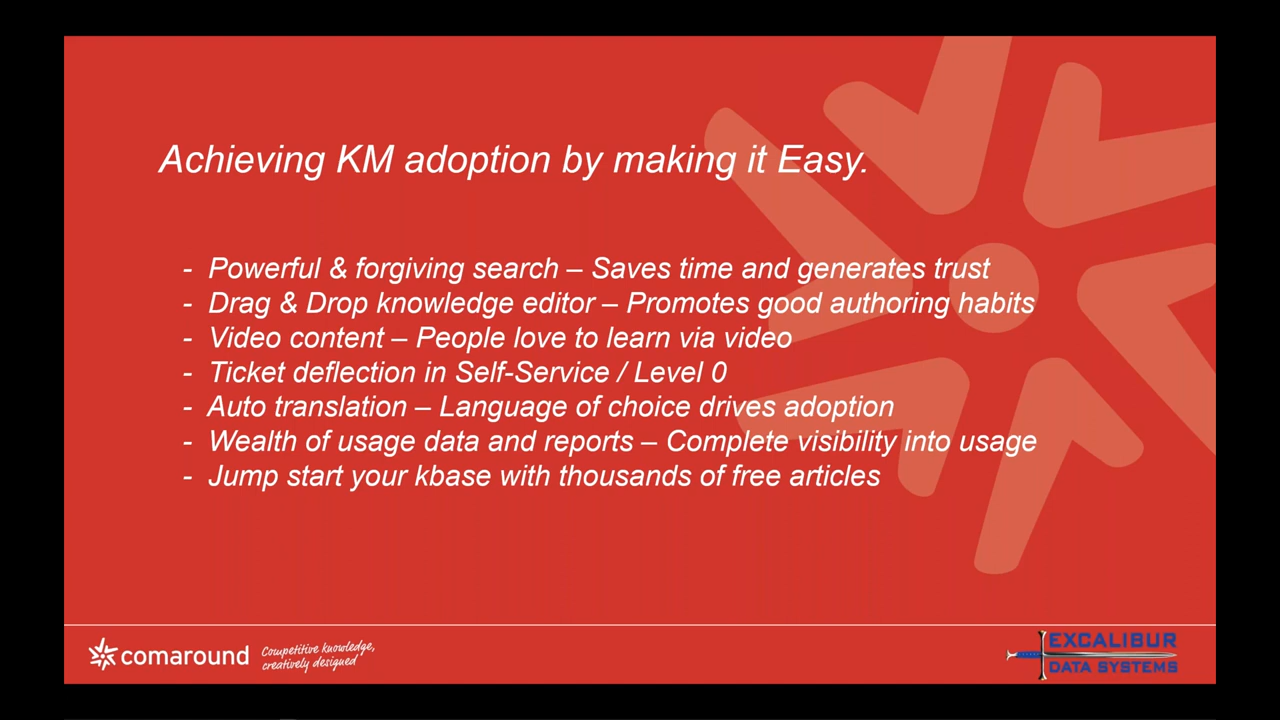 Achieving KM adoption by making it Easy.
- Powerful & forgiving search – Saves time and generates trust
- Drag & Drop knowledge editor – Promotes good authoring habits
- Video content – People love to learn via video
- Ticket deflection in Self-Service / Level 0
- Auto translation – Language of choice drives adoption
- Wealth of usage data and reports – Complete visibility into usage
- Jump start your kbase with thousands of free articles
comaround
Competitive knowledge,
creatively designed
EXCALIBUR
DATA SYSTEMS